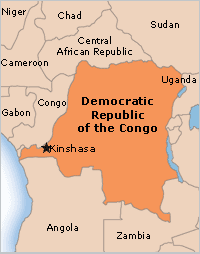 Niger
Chad
Sudan
Central
African Republic
Cameroon
Uganda
Congo
Gabon
Democratic
Republic
of the Congo
Kinshasa
Angola
Zambia